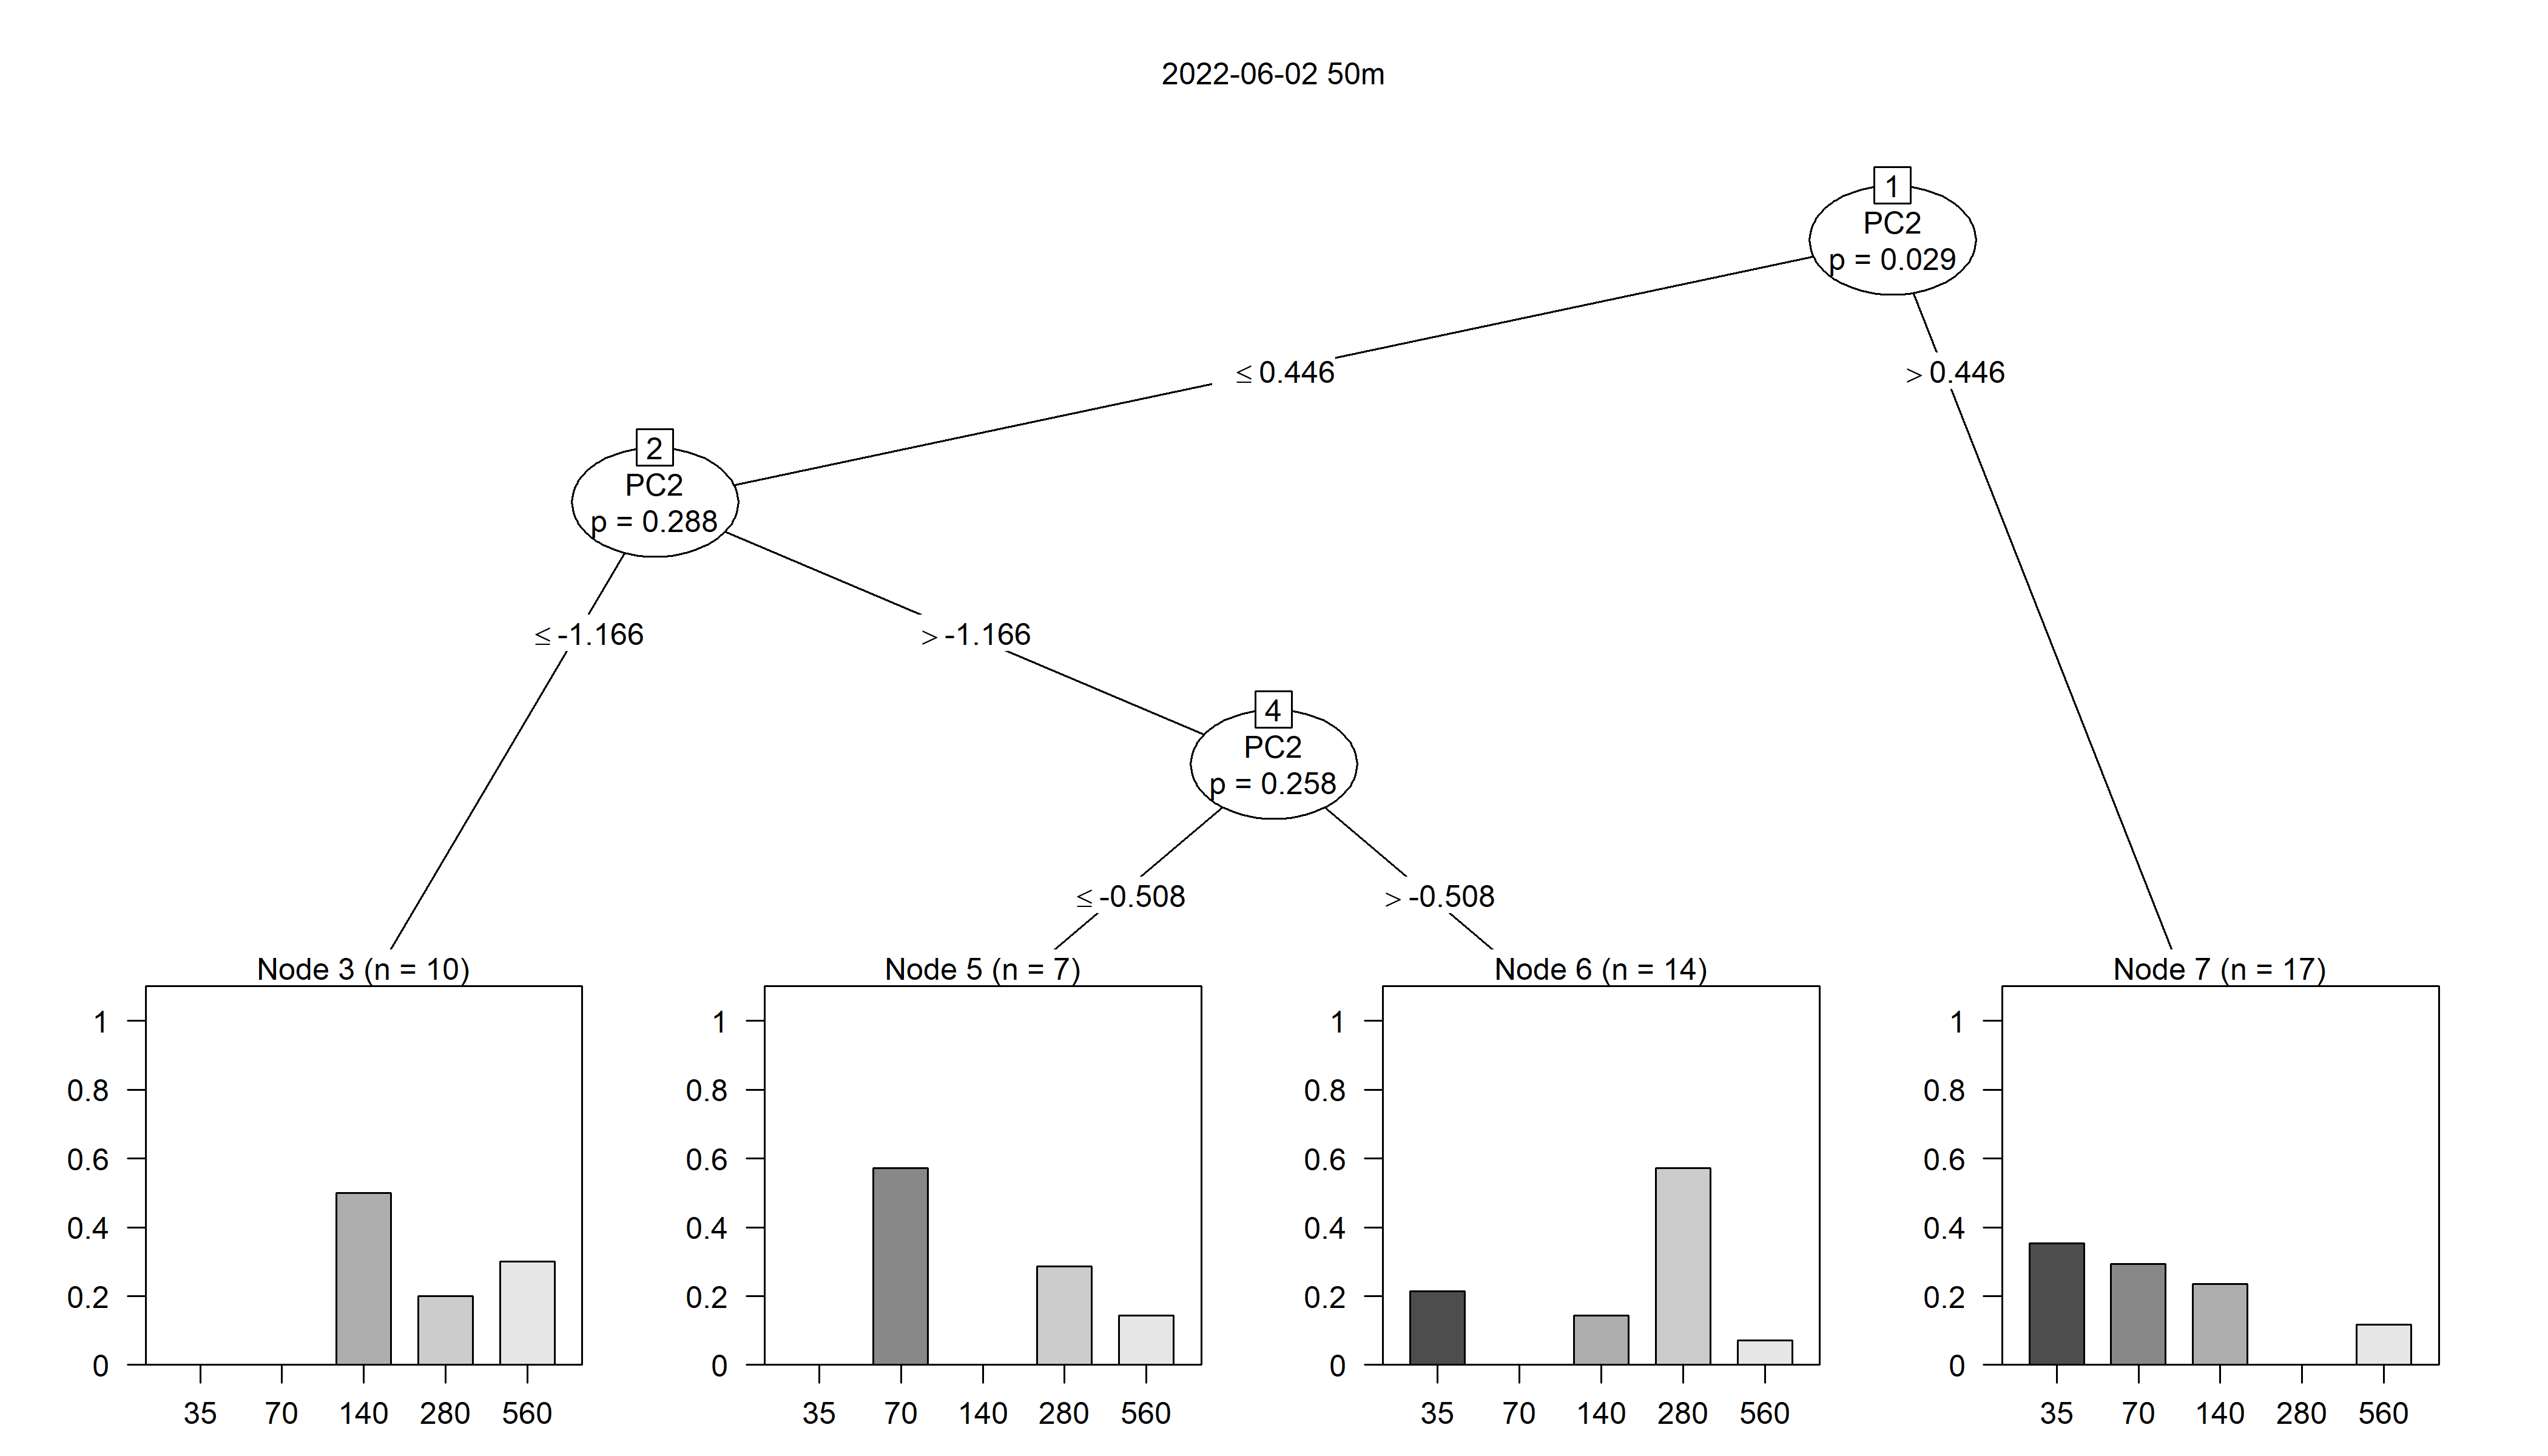 2022-06-02 50m
1
PC2
p = 0.029
≤ 0.446
> 0.446
2
PC2
p = 0.288
≤ -1.166
> -1.166
4
PC2
p = 0.258
≤ -0.508
> -0.508
Node 3 (n = 10)
1
0.8
0.6
0.4
0.2
0
35 70 140 280 560
Node 5 (n = 7)
1
0.8
0.6
0.4
0.2
0
35 70 140 280 560
Node 6 (n = 14)
1
0.8
0.6
0.4
0.2
0
35 70 140 280 560
Node 7 (n = 17)
1
0.8
0.6
0.4
0.2
0
35 70 140 280 560